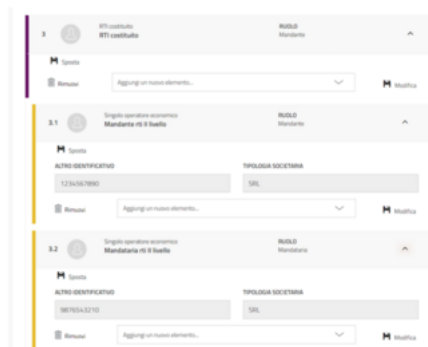 3 RTI costituito RUOLO
RTI costituito Mandante
Sposta
Rimuovi Aggiungi un nuovo elemento... Modifica
3.1 Singolo operatore economico RUOLO
Mandante rti II livello Mandante
Sposta
ALTRO IDENTIFICATIVO TIPOLOGIA SOCIETARIA
1234567890 SRL
Rimuovi Aggiungi un nuovo elemento... Modifica
3.2 Singolo operatore economico RUOLO
Mandataria rti II livello Mandataria
Sposta
ALTRO IDENTIFICATIVO TIPOLOGIA SOCIETARIA
9876543210 SRL
Rimuovi Aggiungi un nuovo elemento... Modifica